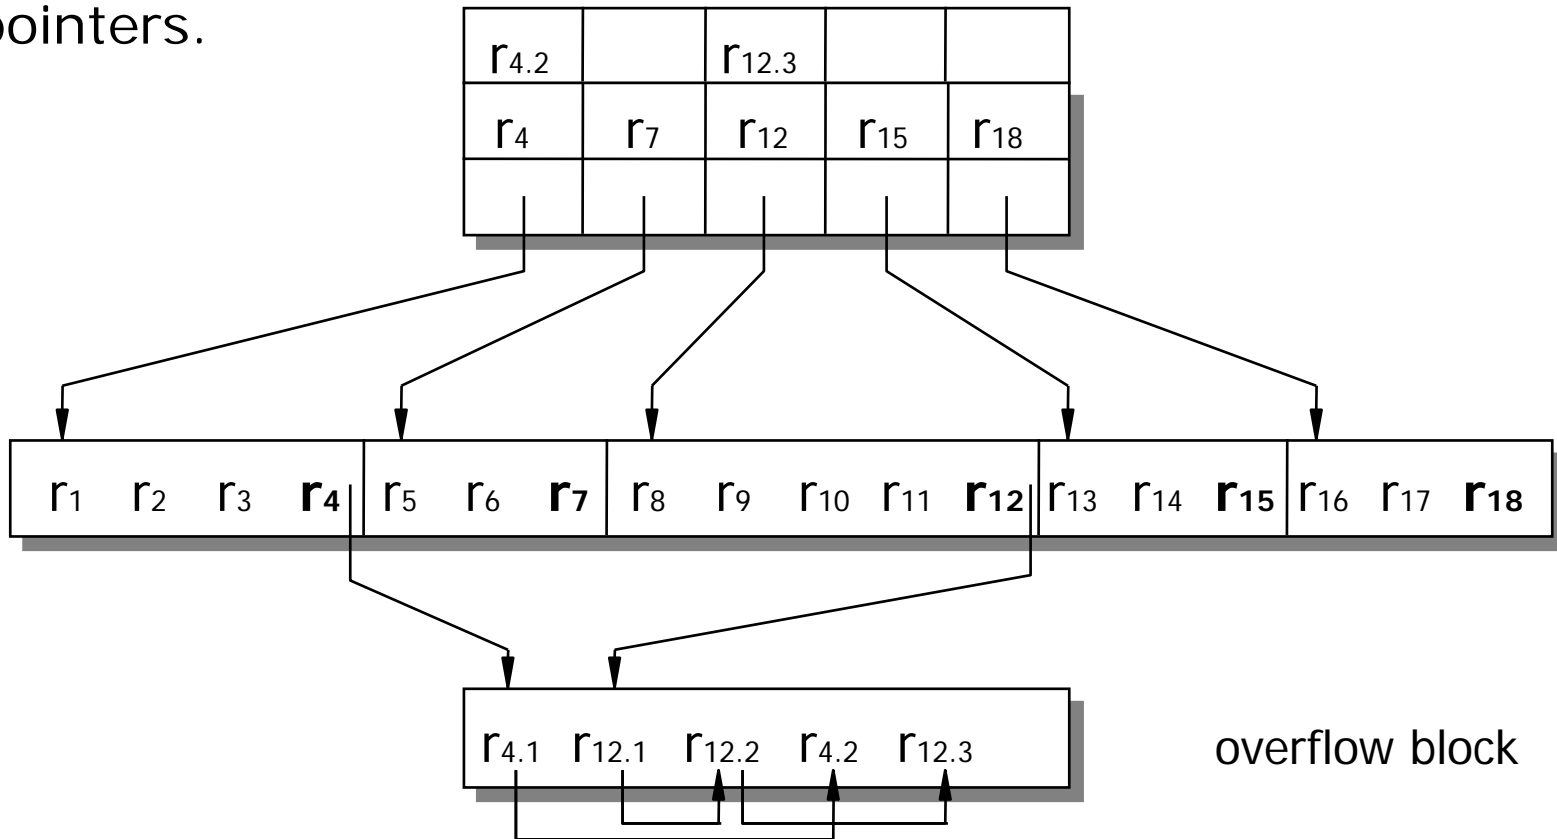 pointers.
r4.2 r12.3
r4 r7 r12 r15 r18
r1 r2 r3 r4 r5 r6 r7 r8 r9 r10 r11 r12 r13 r14 r15 r16 r17 r18
r4.1 r12.1 r12.2 r4.2 r12.3
overflow block